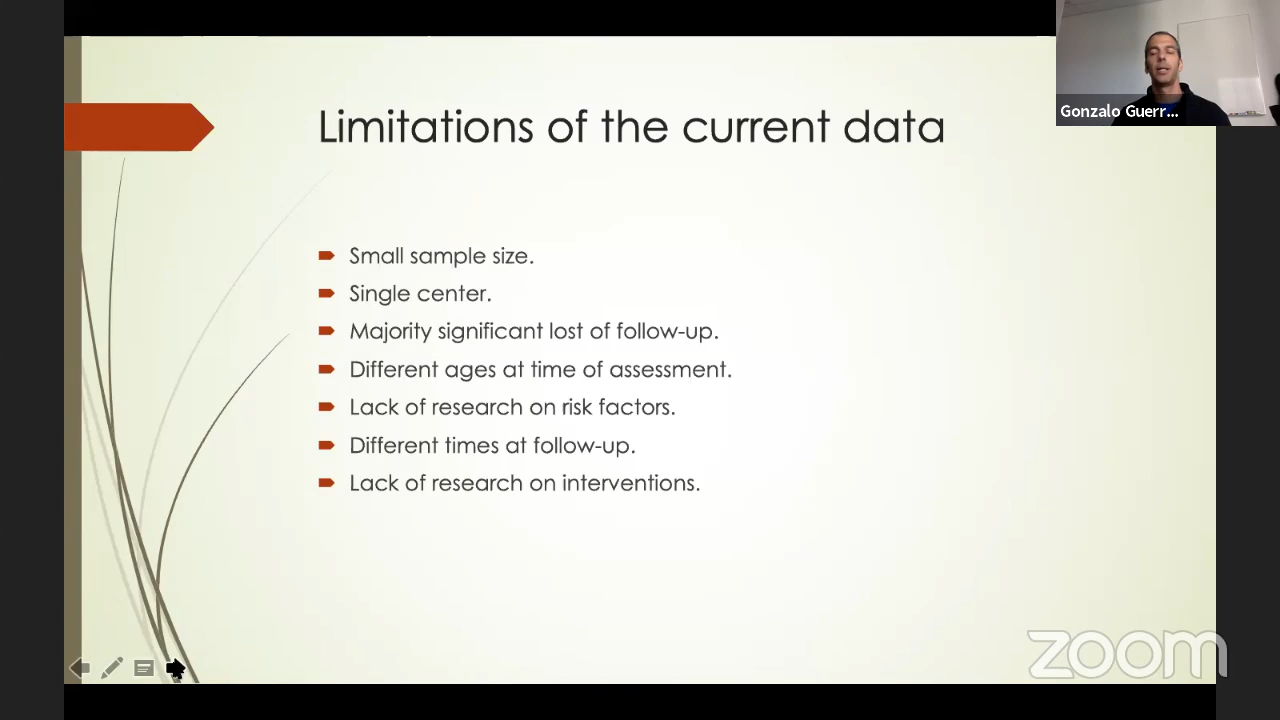 Limitations of the current data
Gonzalo Guerr...
Small sample size.
Single center.
Majority significant lost of follow-up.
Different ages at time of assessment.
Lack of research on risk factors.
Different times at follow-up.
Lack of research on interventions.
zoom